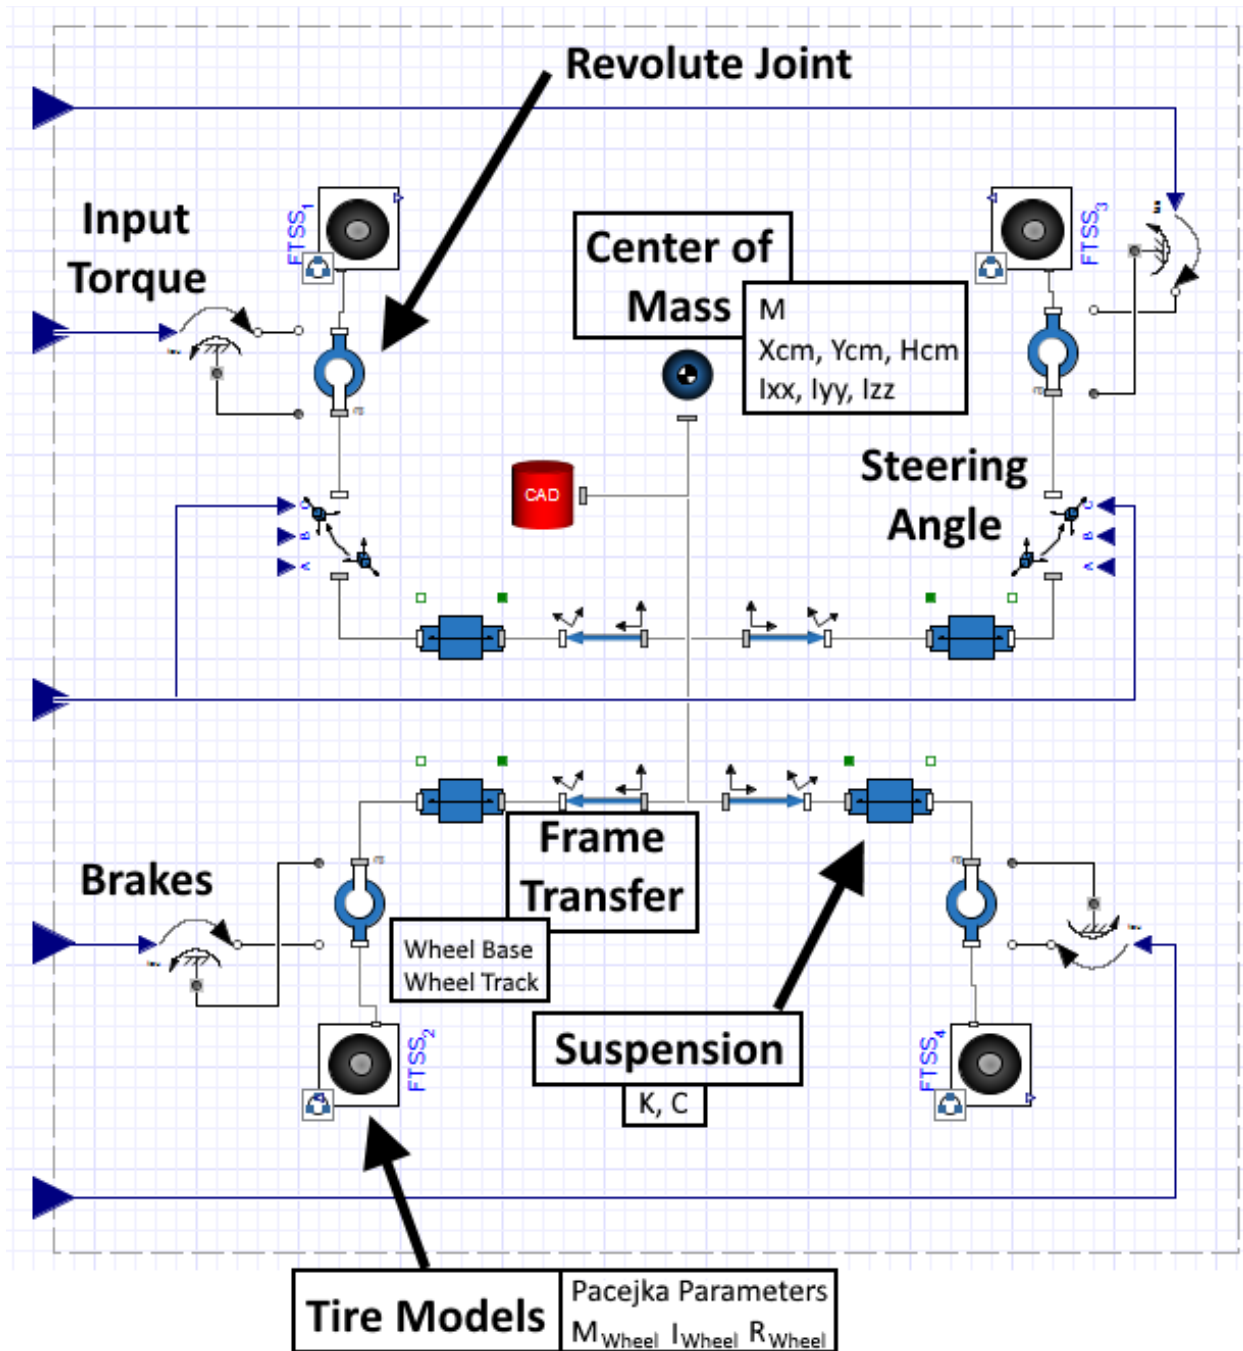 Revolute Joint
Input
Torque
FTSS1
FTSS3
Center of
Mass
M
Xcm, Ycm, Hcm
Ixx, Iyy, Izz
CAD
Steering
Angle
C
B
A
C
B
A
Brakes
Frame
Transfer
Wheel Base
Wheel Track
FTSS2
FTSS4
Suspension
K, C
Tire Models
Pacejka Parameters
MWheel IWheel RWheel